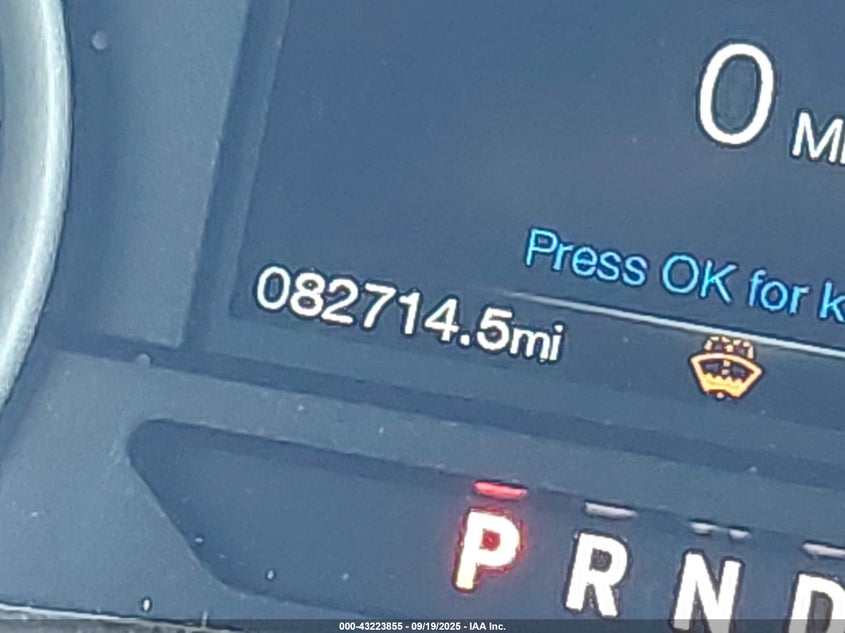 0 M
Press OK for k
082714.5mi
P R N D
000-43223855 - 09/19/2025 - IAA Inc.